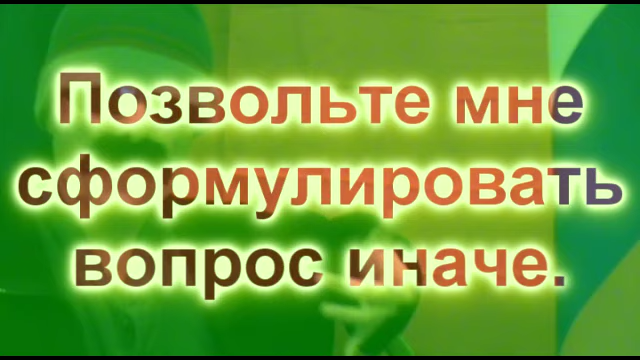 Позвольте мне
сформулировать
вопрос иначе.